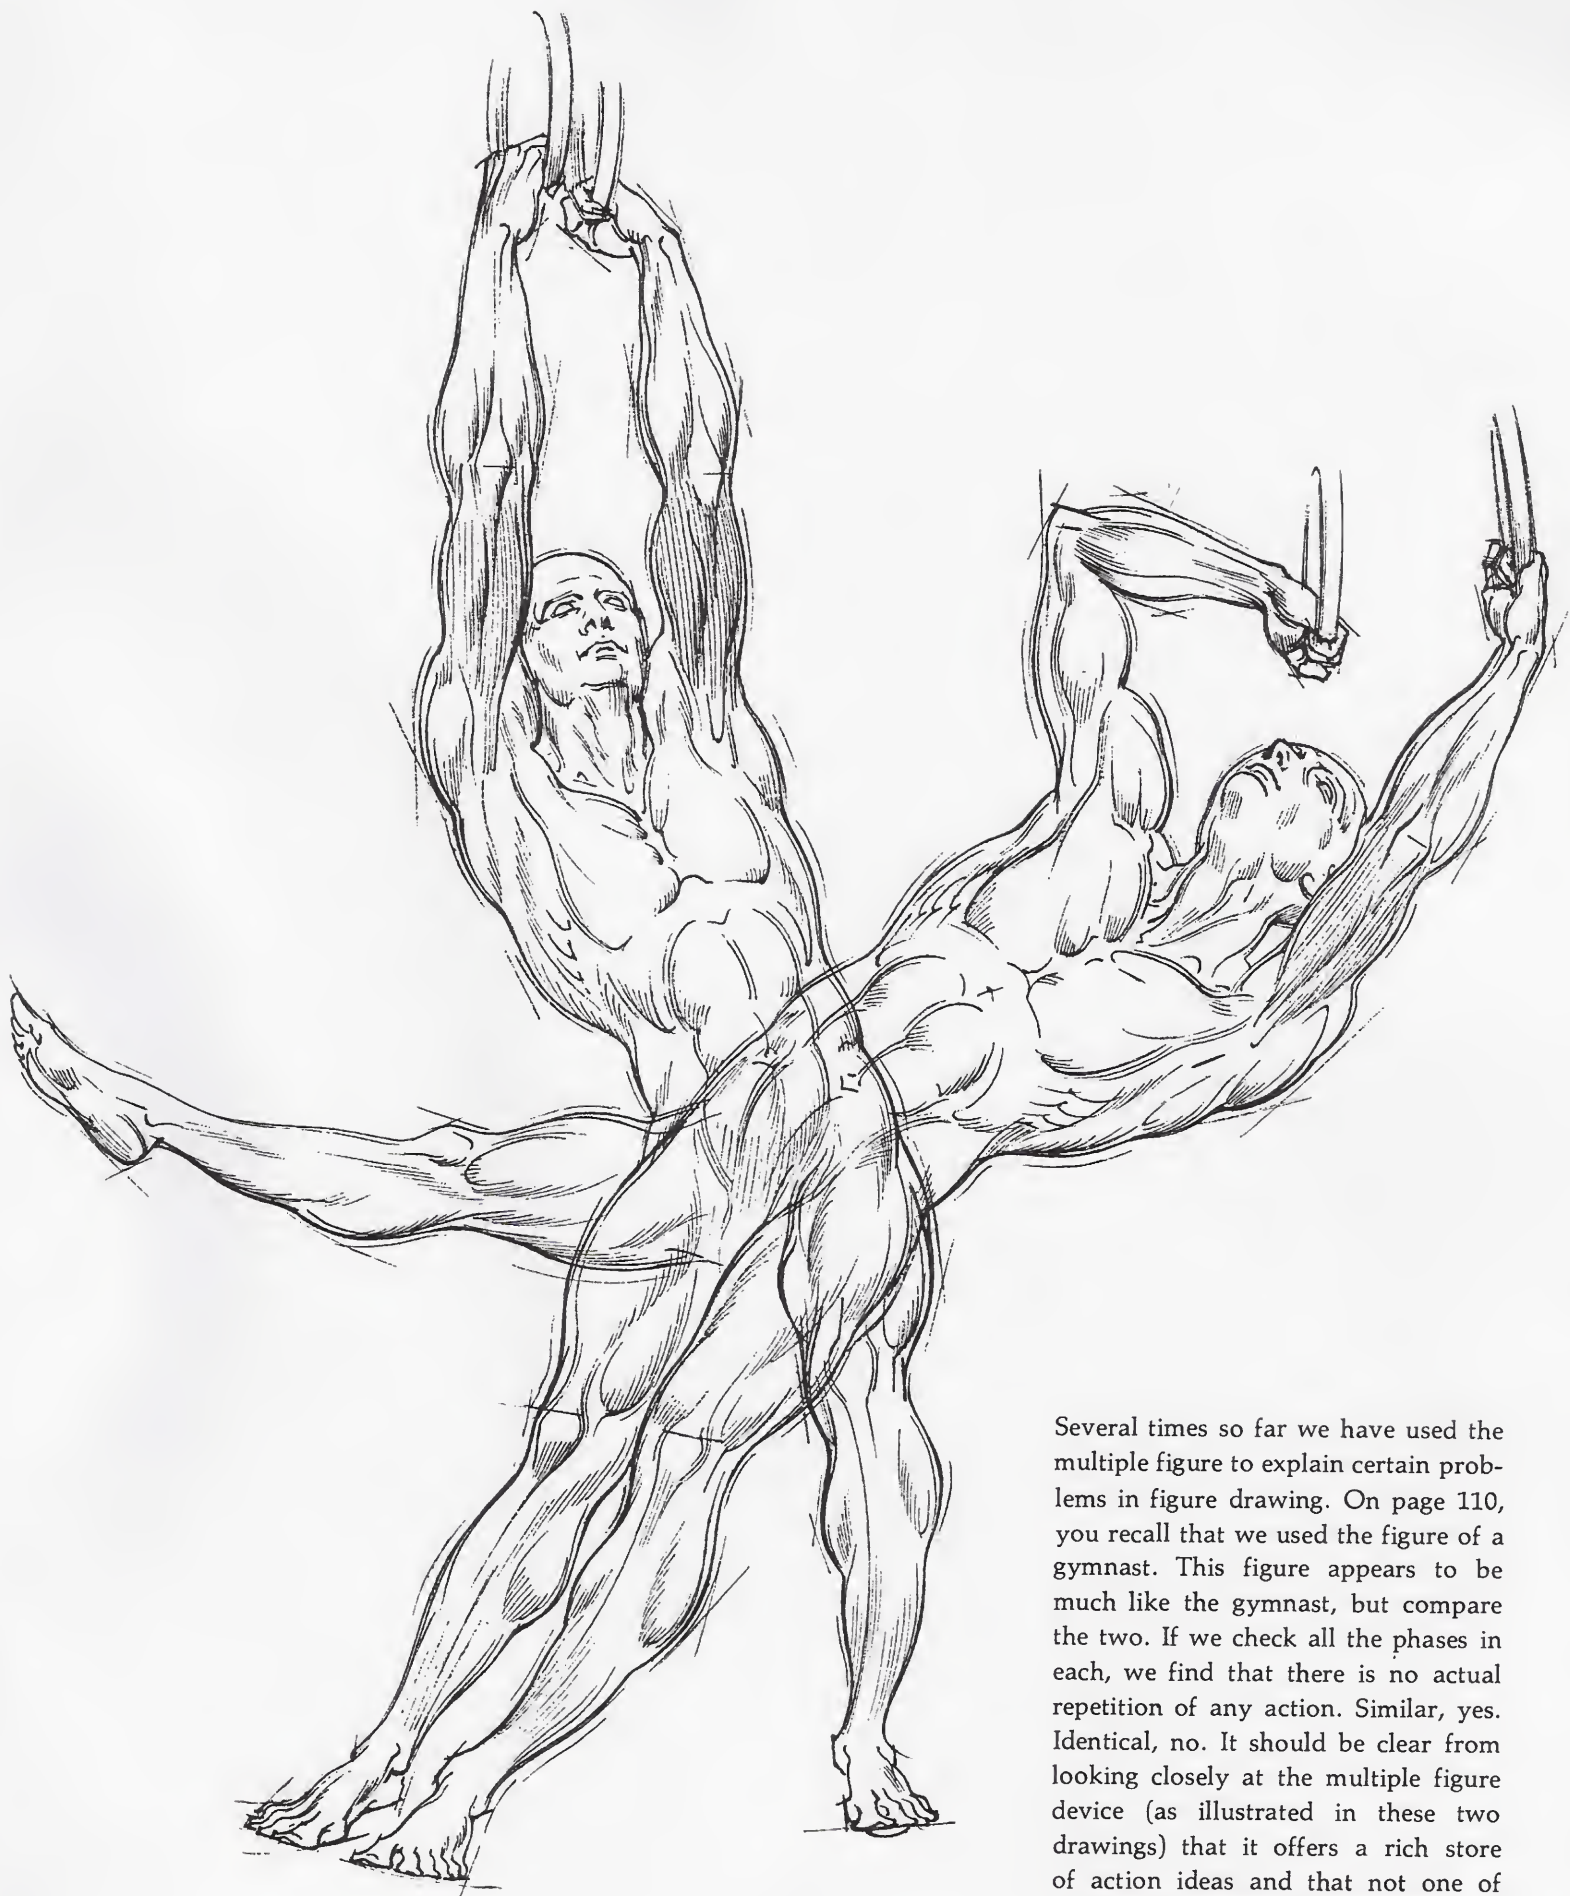 Several times so far we have used the
multiple figure to explain certain prob-
lems in figure drawing. On page 110,
you recall that we used the figure of a
gymnast. This figure appears to be
much like the gymnast, but compare
the two. If we check all the phases in
each, we find that there is no actual
repetition of any action. Similar, yes.
Identical, no. It should be clear from
looking closely at the multiple figure
device (as illustrated in these two
drawings) that it offers a rich store
of action ideas and that not one of